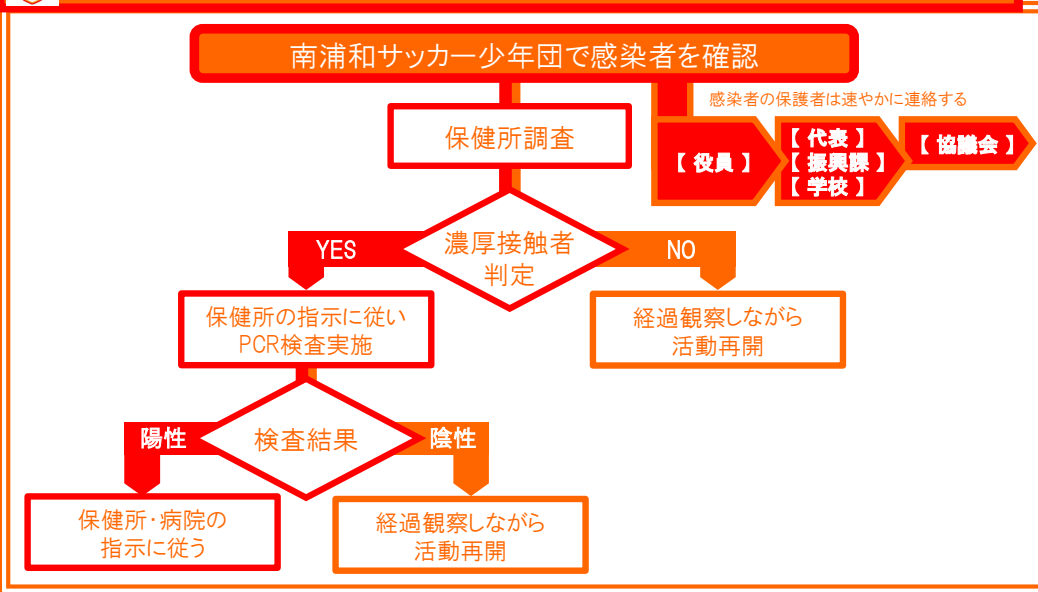 南浦和サッカー少年団で感染者を確認
感染者の保護者は速やかに連絡する
保健所調査
【 役員 】
【 代表 】
【 振興課 】
【 学校 】
【 協議会 】
濃厚接触者
判定
YES
NO
保健所の指示に従い
PCR検査実施
経過観察しながら
活動再開
検査結果
陽性
陰性
保健所・病院の
指示に従う
経過観察しながら
活動再開